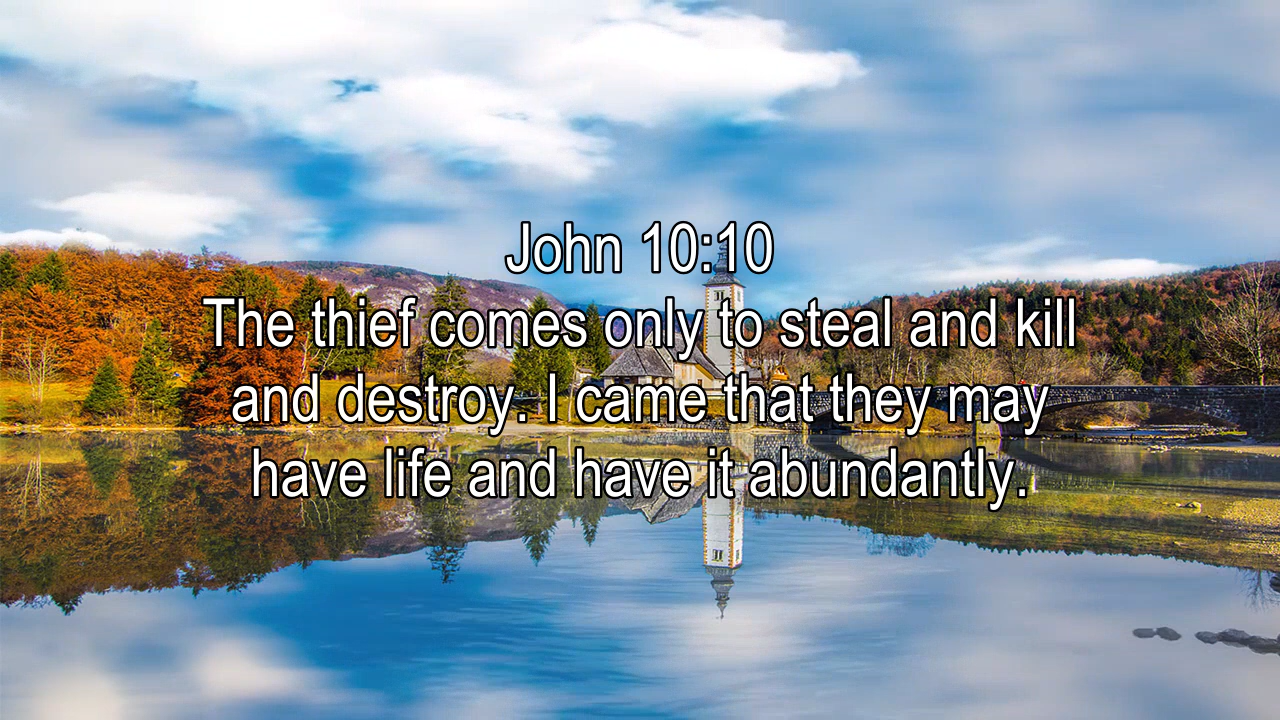 John 10:10
The thief comes only to steal and kill
and destroy. I came that they may
have life and have it abundantly.